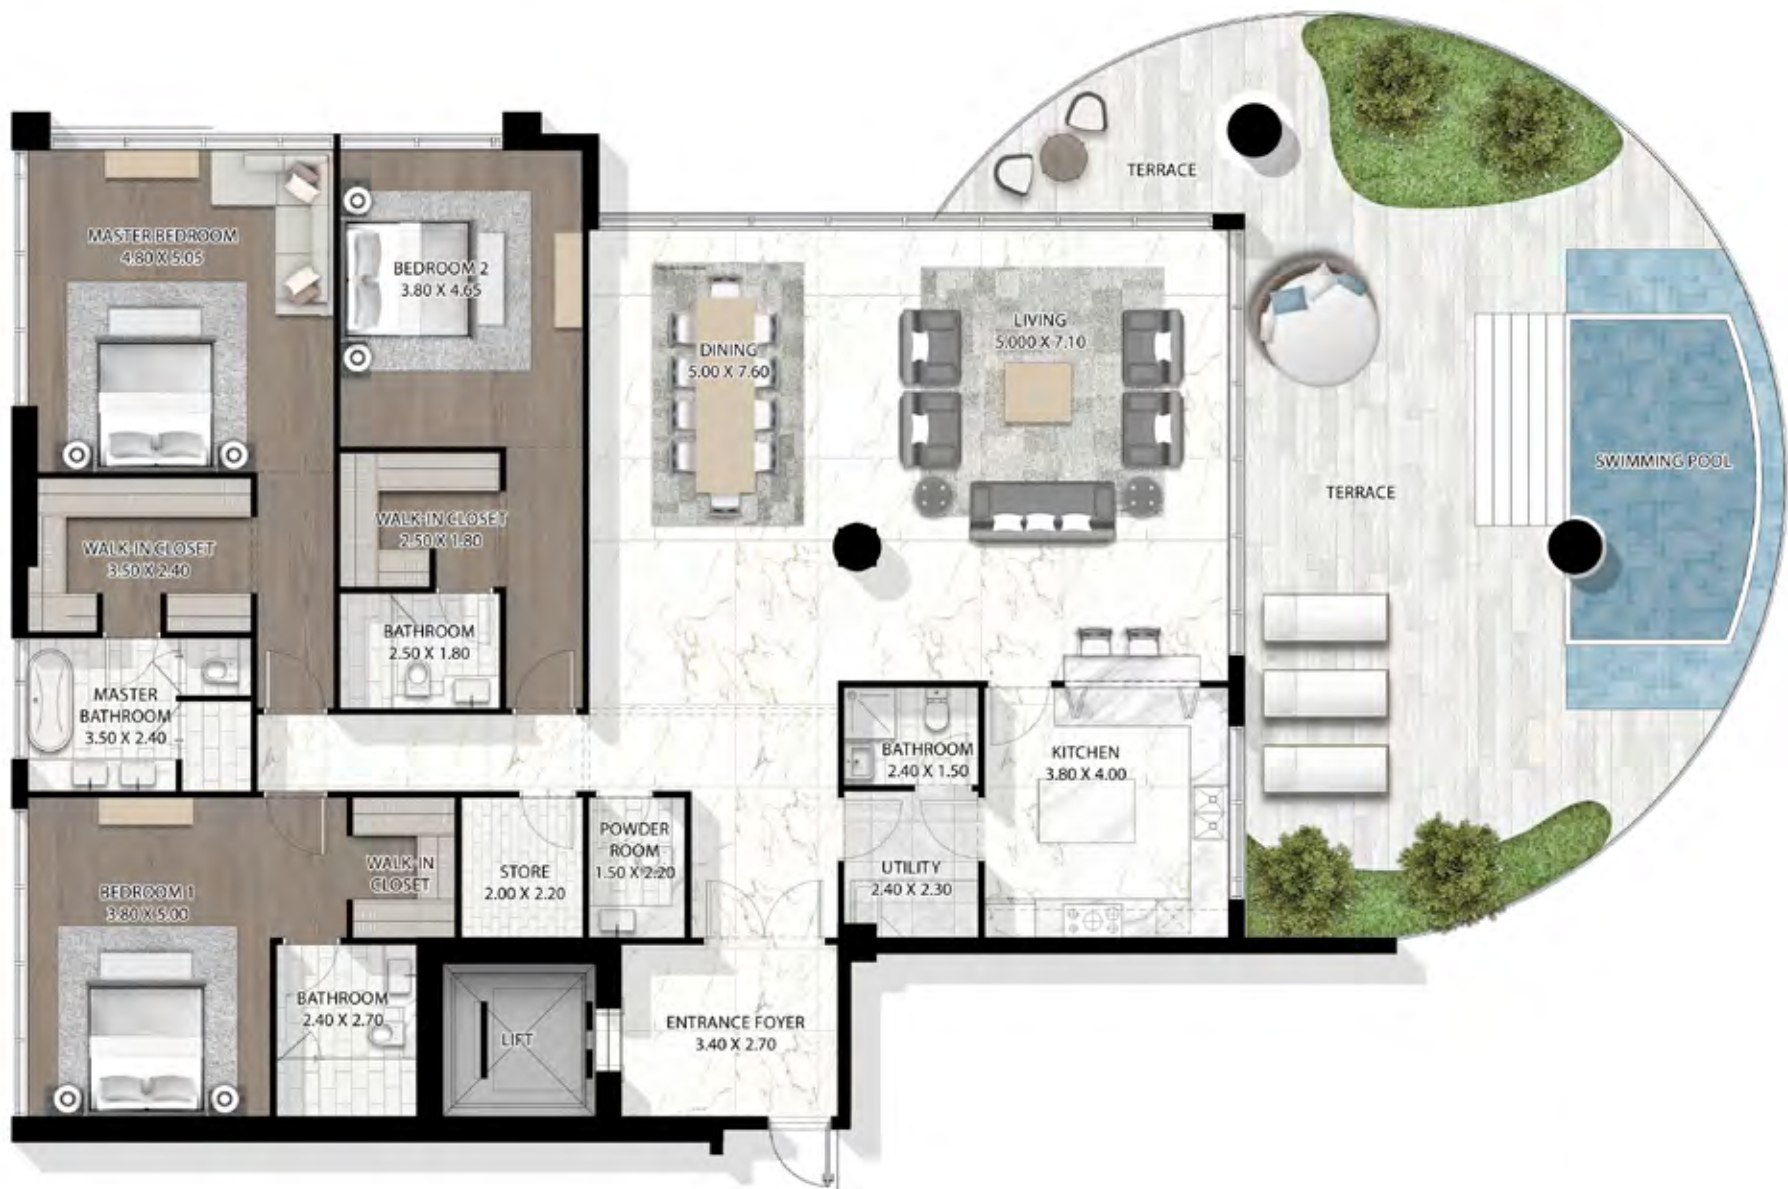 TERRACE
MASTER BEDROOM
4.80 X 5.05
BEDROOM 2
3.80 X 4.65
DINING
5.00 X 7.60
LIVING
5.000 X 7.10
SWIMMING POOL
TERRACE
WALK-IN CLOSET
3.50 X 2.40
WALK-IN CLOSET
2.50 X 1.80
BATHROOM
2.50 X 1.80
MASTER
BATHROOM
3.50 X 2.40
BATHROOM
2.40 X 1.50
KITCHEN
3.80 X 4.00
BEDROOM 1
3.80 X 5.00
WALK-IN
CLOSET
STORE
2.00 X 2.20
POWDER
ROOM
1.50 X 2.20
UTILITY
2.40 X 2.30
BATHROOM
2.40 X 2.70
LIFT
ENTRANCE FOYER
3.40 X 2.70